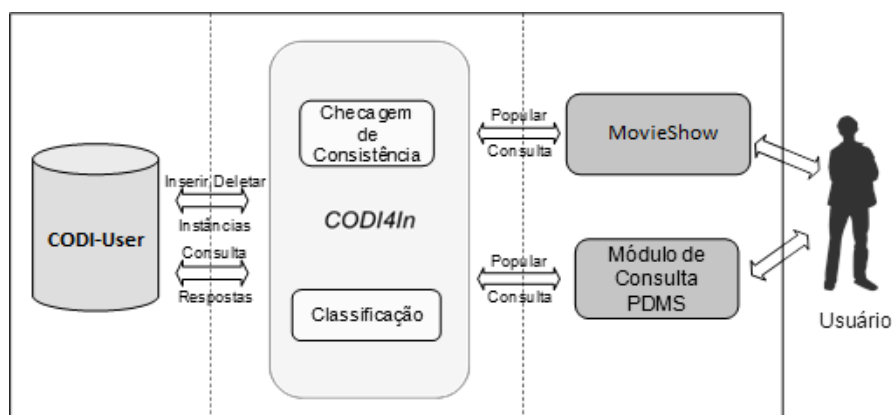 CODI-User
Inserir, Deletar
Instâncias
Consulta
Respostas
Checagem
de
Consistência
CODI4In
Classificação
Popular
Consulta
Popular
Consulta
MovieShow
Módulo de
Consulta
PDMS
Usuário